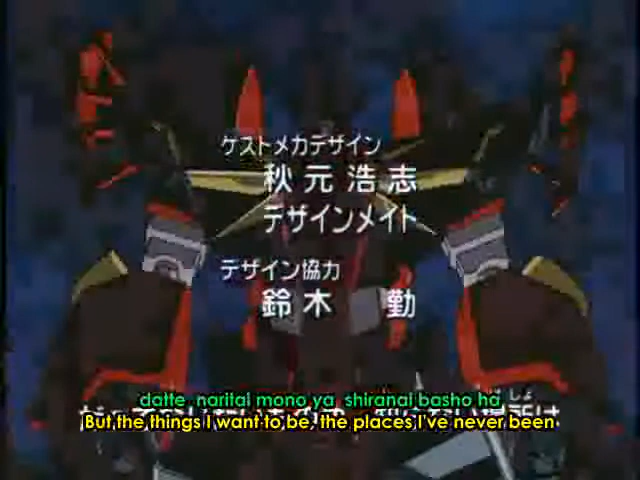 ゲストメカデザイン
秋元浩志
デザインメイト
デザイン協力
鈴木 勤
datte naritai mono ya shiranai basho ha
But the things I want to be, the places I've never been